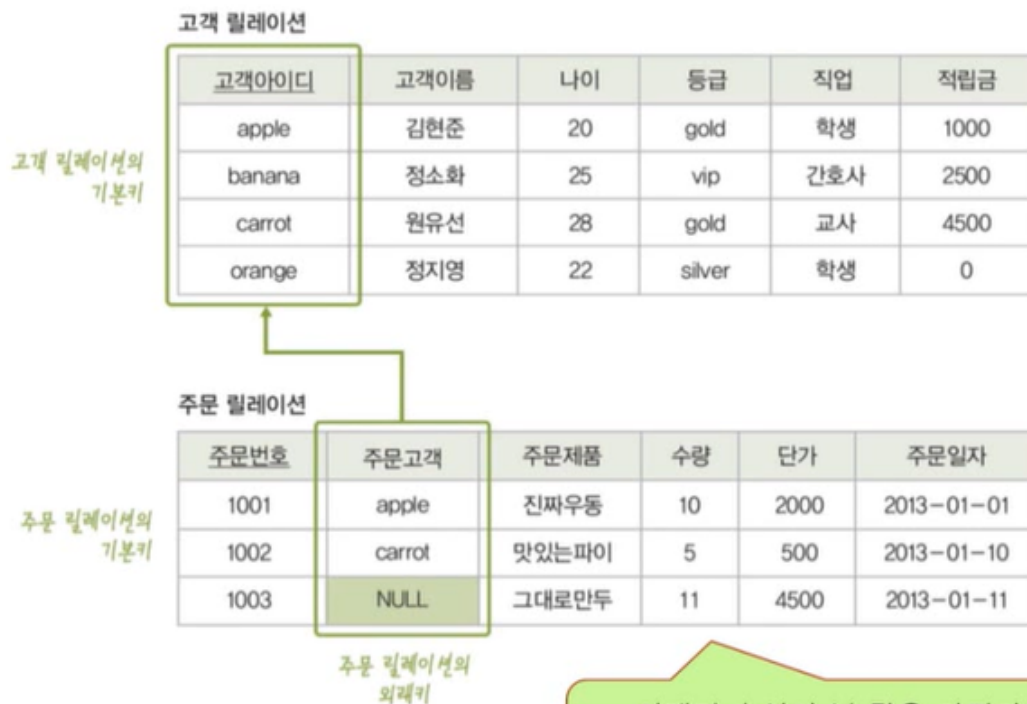 고객 릴레이션
고객아이디 고객이름 나이 등급 직업 적립금
apple 김현준 20 gold 학생 1000
banana 정소화 25 vip 간호사 2500
carrot 원유선 28 gold 교사 4500
orange 정지영 22 silver 학생 0
고객 릴레이션의
기본키
주문 릴레이션
주문번호 주문고객 주문제품 수량 단가 주문일자
1001 apple 진짜우동 10 2000 2013-01-01
1002 carrot 맛있는파이 5 500 2013-01-10
1003 NULL 그대로만두 11 4500 2013-01-11
주문 릴레이션의
기본키
주문 릴레이션의
외래키